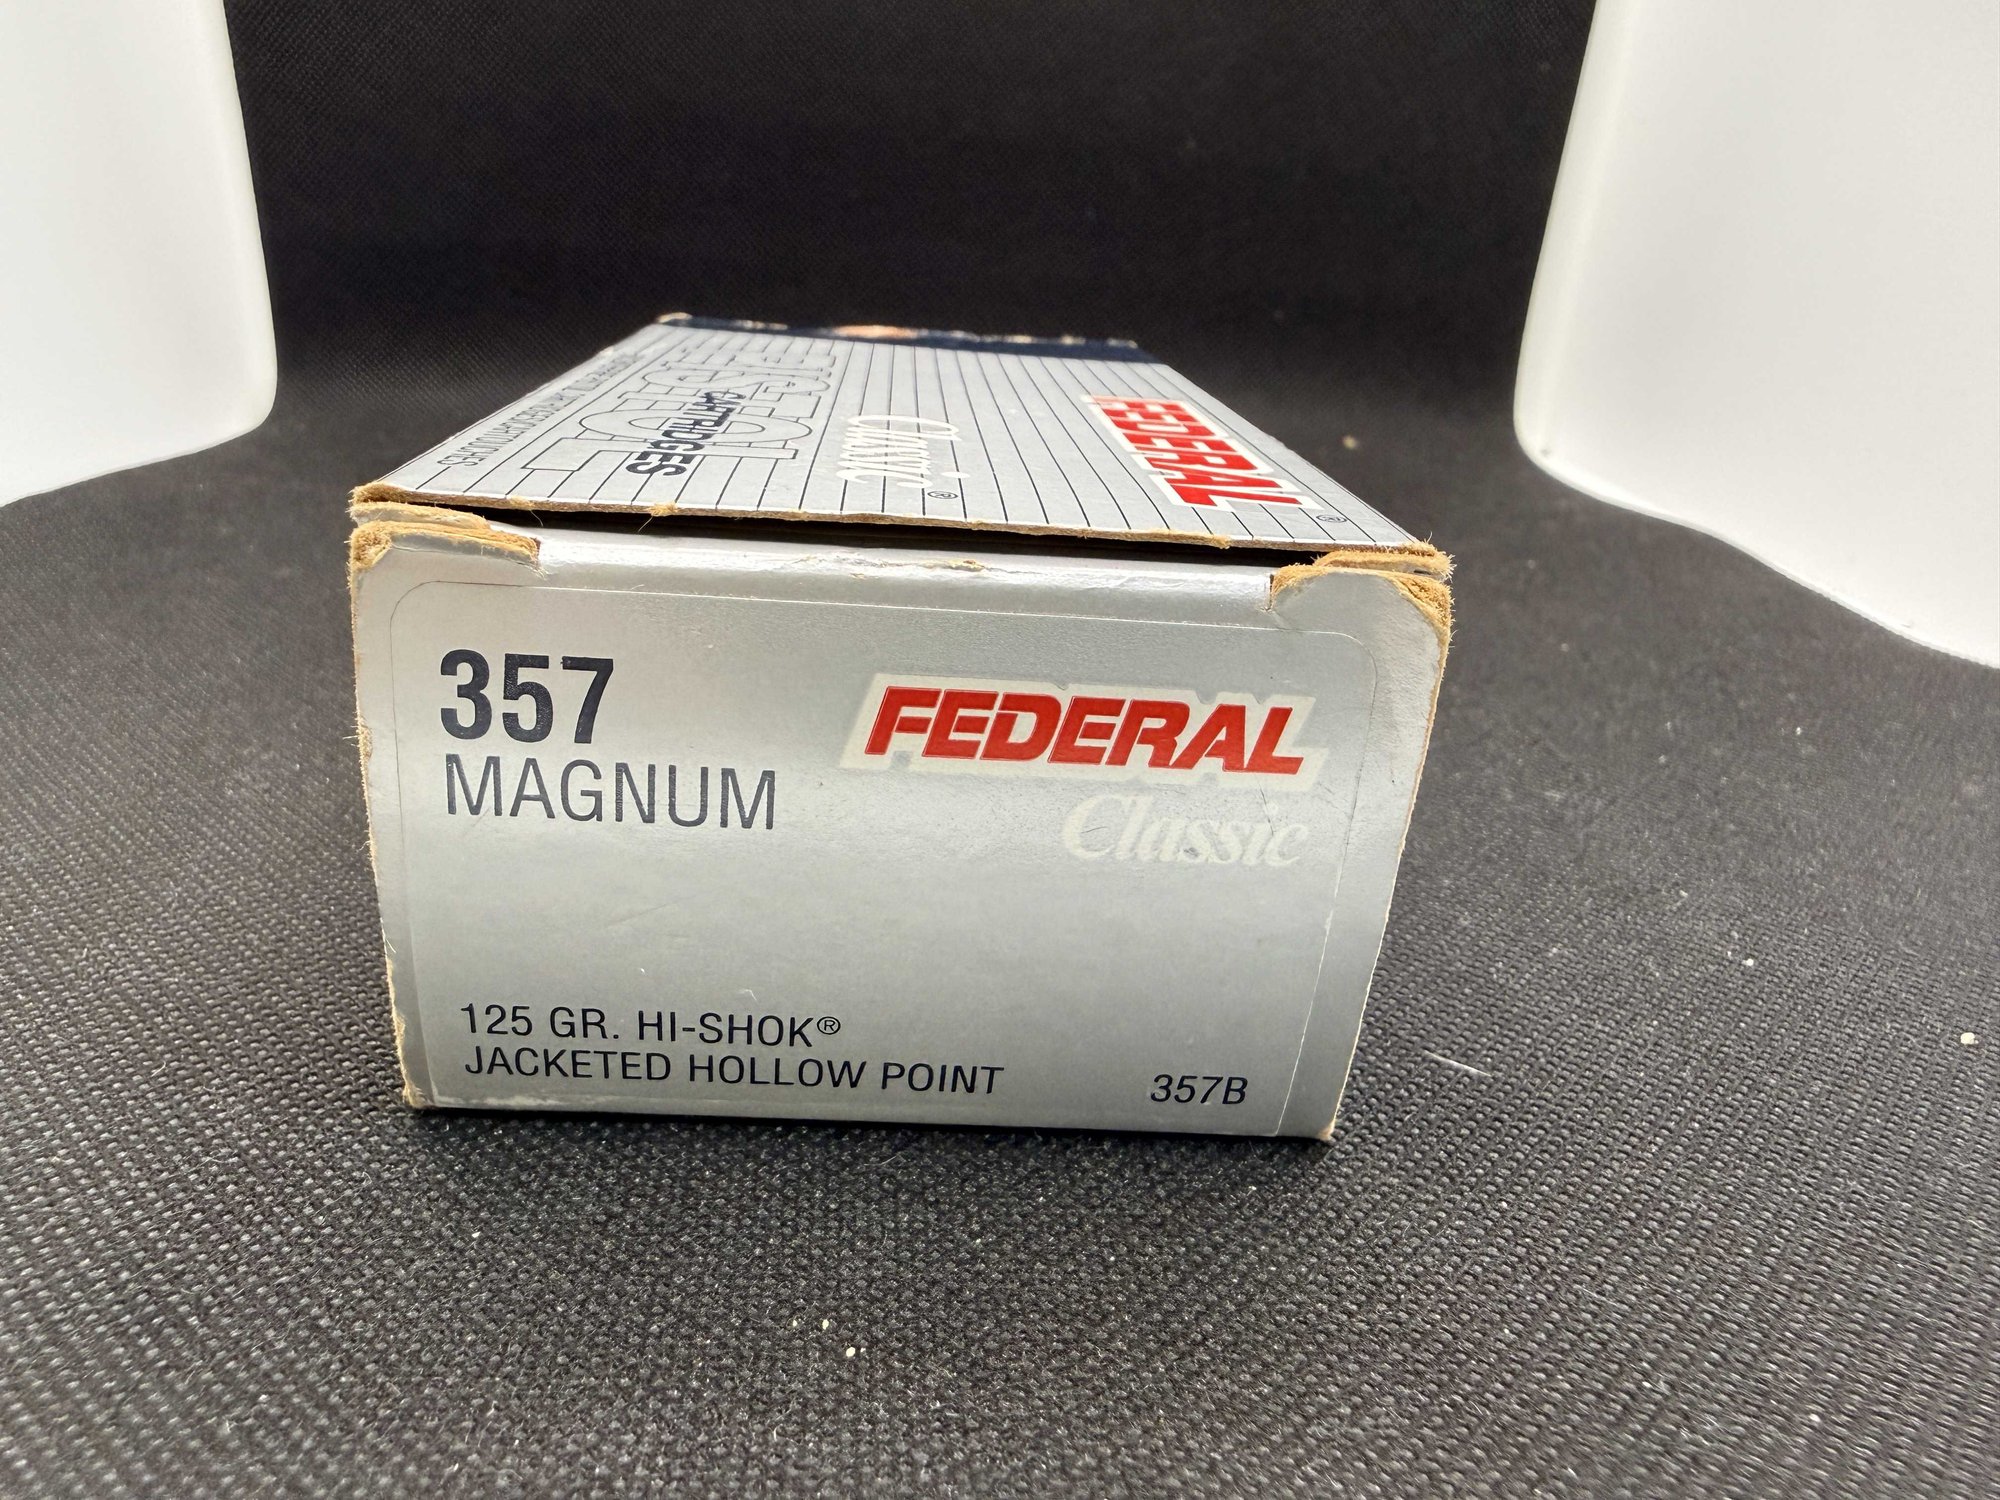 FEDERAL®
Classic®
PISTOL
CARTRIDGES
357
MAGNUM
FEDERAL
Classic
125 GR. HI-SHOK®
JACKETED HOLLOW POINT
357B